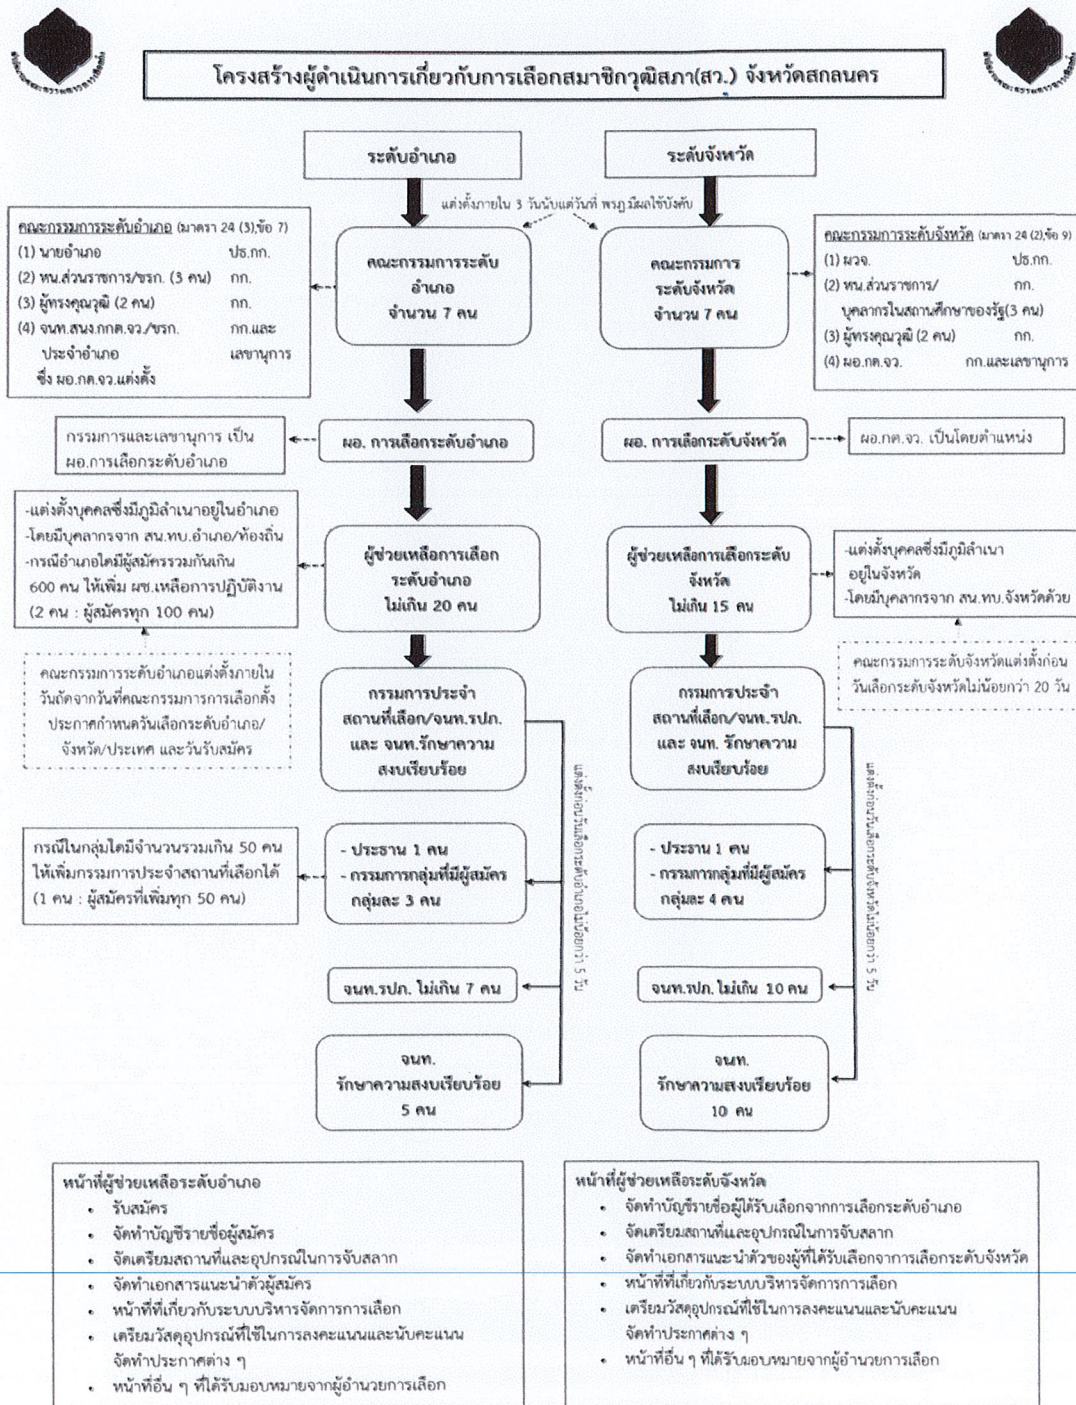 โครงสร้างผู้ดำเนินการเกี่ยวกับการเลือกสมาชิกวุฒิสภา(สว.) จังหวัดสกลนคร
ระดับอำเภอ
ระดับจังหวัด
แต่งตั้งภายใน 3 วันนับแต่วันที่ พรฎ.มีผลใช้บังคับ
คณะกรรมการระดับอำเภอ (มาตรา 24 (3),ข้อ 7)
(1) นายอำเภอ ปธ.กก.
(2) หน.ส่วนราชการ/ขรก. (3 คน) กก.
(3) ผู้ทรงคุณวุฒิ (2 คน) กก.
(4) จนท.สนง.กกต.จว./ขรก. กก.และ
ประจำอำเภอ เลขานุการ
ซึ่ง ผอ.กต.จว.แต่งตั้ง
คณะกรรมการระดับ
อำเภอ
จำนวน 7 คน
คณะกรรมการ
ระดับจังหวัด
จำนวน 7 คน
คณะกรรมการระดับจังหวัด (มาตรา 24 (2),ข้อ 9)
(1) ผวจ. ปธ.กก.
(2) หน.ส่วนราชการ/ กก.
บุคลากรในสถานศึกษาของรัฐ(3 คน)
(3) ผู้ทรงคุณวุฒิ (2 คน) กก.
(4) ผอ.กต.จว. กก.และเลขานุการ
กรรมการและเลขานุการ เป็น
ผอ.การเลือกระดับอำเภอ
ผอ. การเลือกระดับอำเภอ
ผอ. การเลือกระดับจังหวัด
ผอ.กต.จว. เป็นโดยตำแหน่ง
-แต่งตั้งบุคคลซึ่งมีภูมิลำเนาอยู่ในอำเภอ
-โดยมีบุคลากรจาก สน.ทบ.อำเภอ/ท้องถิ่น
-กรณีอำเภอใดมีผู้สมัครรวมกันเกิน
600 คน ให้เพิ่ม ผช.เหลือการปฏิบัติงาน
(2 คน : ผู้สมัครทุก 100 คน)
ผู้ช่วยเหลือการเลือก
ระดับอำเภอ
ไม่เกิน 20 คน
ผู้ช่วยเหลือการเลือกระดับ
จังหวัด
ไม่เกิน 15 คน
-แต่งตั้งบุคคลซึ่งมีภูมิลำเนา
อยู่ในจังหวัด
-โดยมีบุคลากรจาก สน.ทบ.จังหวัดด้วย
คณะกรรมการระดับอำเภอแต่งตั้งภายใน
วันถัดจากวันที่คณะกรรมการการเลือกตั้ง
ประกาศกำหนดวันเลือกระดับอำเภอ/
จังหวัด/ประเทศ และวันรับสมัคร
กรรมการประจำ
สถานที่เลือก/จนท.รปภ.
และ จนท.รักษาความ
สงบเรียบร้อย
กรรมการประจำ
สถานที่เลือก/จนท.รปภ.
และ จนท. รักษาความ
สงบเรียบร้อย
คณะกรรมการระดับจังหวัดแต่งตั้งก่อน
วันเลือกระดับจังหวัดไม่น้อยกว่า 20 วัน
แต่งตั้งก่อนวันเลือกระดับอำเภอไม่น้อยกว่า 5 วัน
แต่งตั้งก่อนวันเลือกระดับจังหวัดไม่น้อยกว่า 5 วัน
กรณีในกลุ่มใดมีจำนวนรวมเกิน 50 คน
ให้เพิ่มกรรมการประจำสถานที่เลือกได้
(1 คน : ผู้สมัครที่เพิ่มทุก 50 คน)
- ประธาน 1 คน
- กรรมการกลุ่มที่มีผู้สมัคร
กลุ่มละ 3 คน
- ประธาน 1 คน
- กรรมการกลุ่มที่มีผู้สมัคร
กลุ่มละ 4 คน
จนท.รปภ. ไม่เกิน 7 คน
จนท.รปภ. ไม่เกิน 10 คน
จนท.
รักษาความสงบเรียบร้อย
5 คน
จนท.
รักษาความสงบเรียบร้อย
10 คน
หน้าที่ผู้ช่วยเหลือระดับอำเภอ
• รับสมัคร
• จัดทำบัญชีรายชื่อผู้สมัคร
• จัดเตรียมสถานที่และอุปกรณ์ในการจับสลาก
• จัดทำเอกสารแนะนำตัวผู้สมัคร
• หน้าที่ที่เกี่ยวกับระบบบริหารจัดการการเลือก
• เตรียมวัสดุอุปกรณ์ที่ใช้ในการลงคะแนนและนับคะแนน
จัดทำประกาศต่าง ๆ
• หน้าที่อื่น ๆ ที่ได้รับมอบหมายจากผู้อำนวยการเลือก
หน้าที่ผู้ช่วยเหลือระดับจังหวัด
• จัดทำบัญชีรายชื่อผู้ได้รับเลือกจากการเลือกระดับอำเภอ
• จัดเตรียมสถานที่และอุปกรณ์ในการจับสลาก
• จัดทำเอกสารแนะนำตัวของผู้ที่ได้รับเลือกจาการเลือกระดับจังหวัด
• หน้าที่ที่เกี่ยวกับระบบบริหารจัดการการเลือก
• เตรียมวัสดุอุปกรณ์ที่ใช้ในการลงคะแนนและนับคะแนน
จัดทำประกาศต่าง ๆ
• หน้าที่อื่น ๆ ที่ได้รับมอบหมายจากผู้อำนวยการเลือก